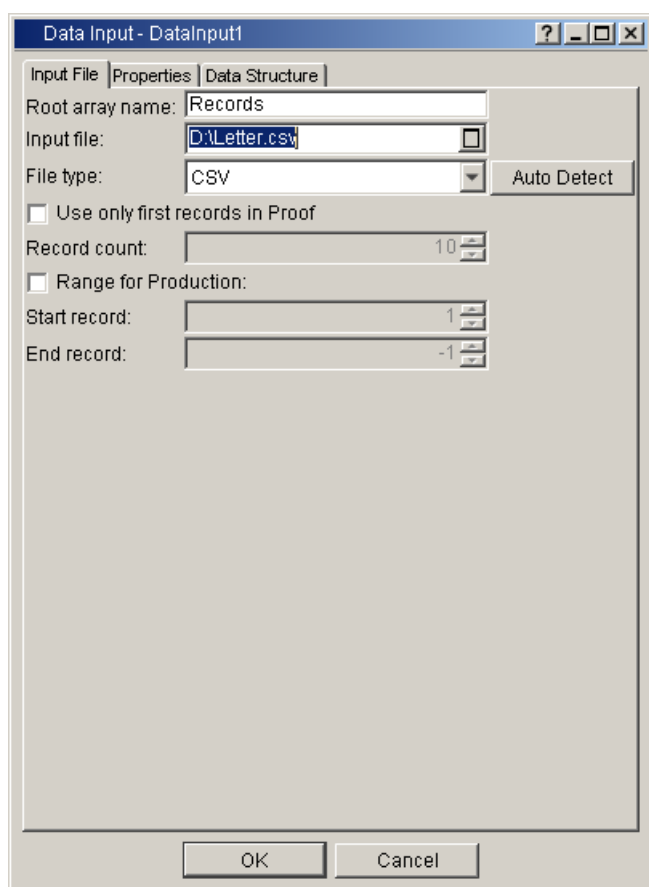 Data Input - DataInput1
Input File Properties Data Structure
Root array name: Records
Input file: D:\Letter.csv
File type: CSV Auto Detect
Use only first records in Proof
Record count: 10
Range for Production:
Start record: 1
End record: -1
OK Cancel